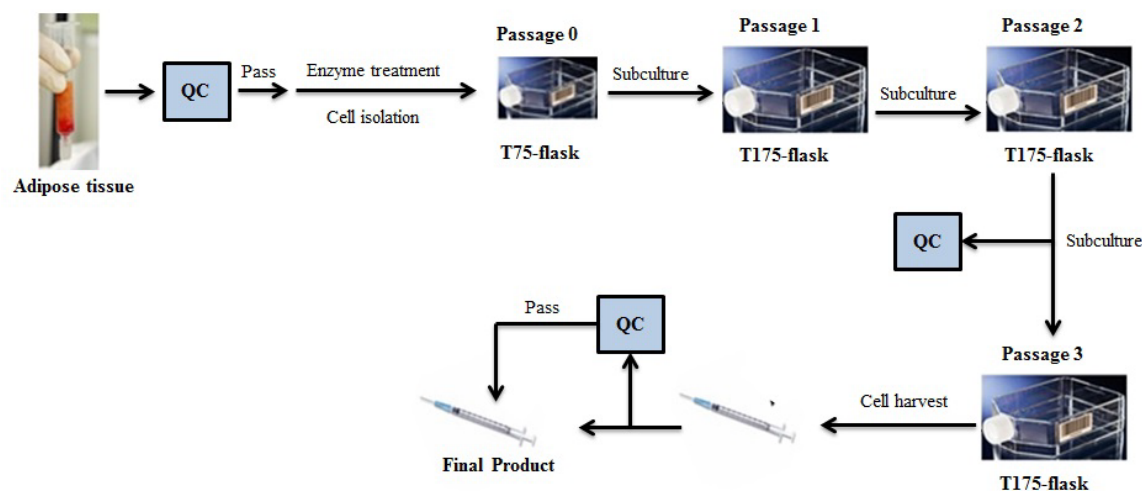 Adipose tissue
QC
Pass
Enzyme treatment
Cell isolation
Passage 0
T75-flask
Subculture
Passage 1
T175-flask
Subculture
Passage 2
T175-flask
QC
Subculture
Passage 3
T175-flask
Cell harvest
QC
Pass
Final Product